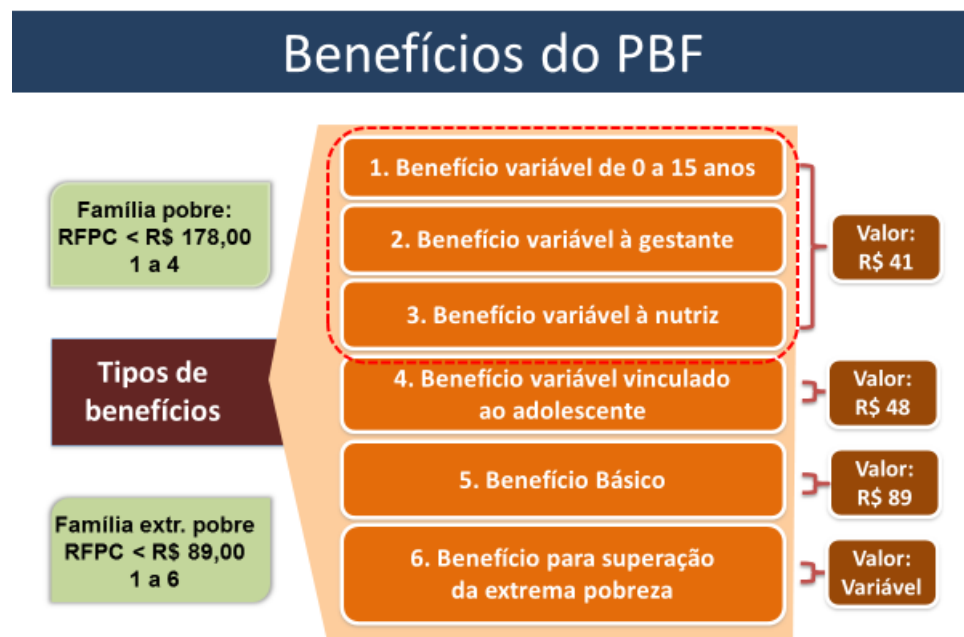 Benefícios do PBF
Família pobre:
RFPC < R$ 178,00
1 a 4
Tipos de
benefícios
Família extr. pobre
RFPC < R$ 89,00
1 a 6
1. Benefício variável de 0 a 15 anos
2. Benefício variável à gestante
3. Benefício variável à nutriz
Valor:
R$ 41
4. Benefício variável vinculado
ao adolescente
Valor:
R$ 48
5. Benefício Básico
Valor:
R$ 89
6. Benefício para superação
da extrema pobreza
Valor:
Variável